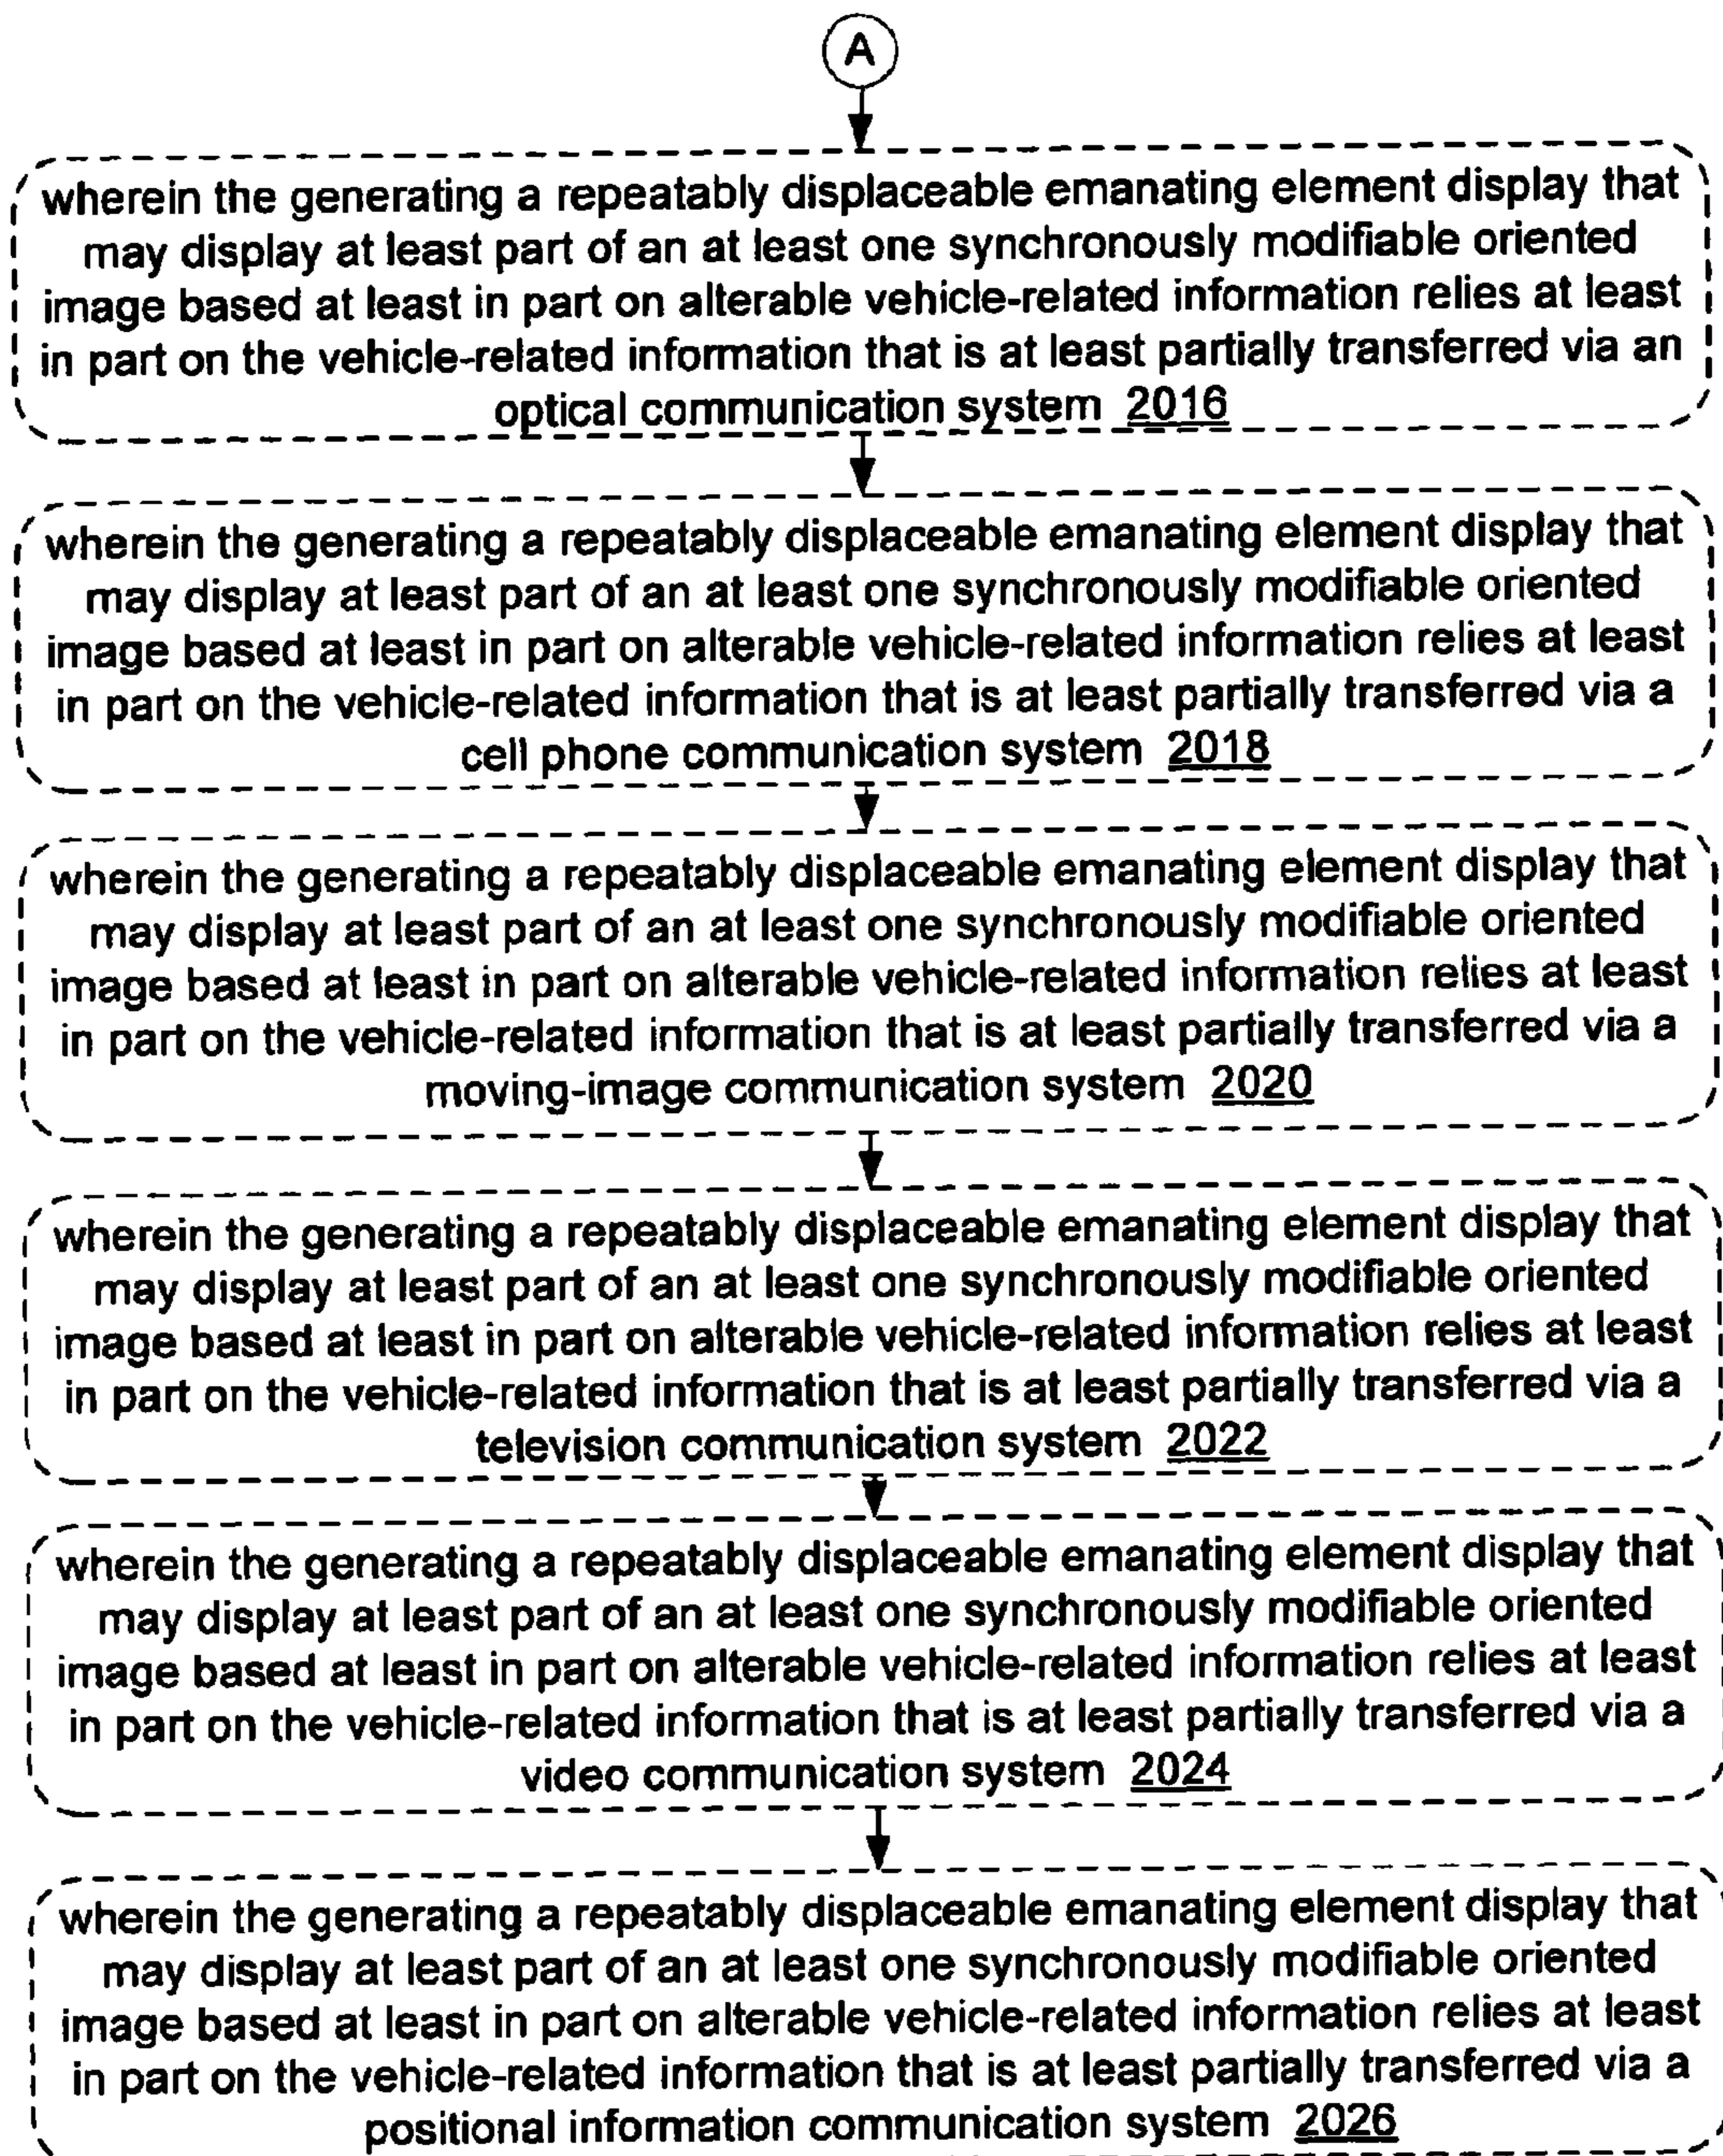 A
wherein the generating a repeatably displaceable emanating element display that
may display at least part of an at least one synchronously modifiable oriented
image based at least in part on alterable vehicle-related information relies at least
in part on the vehicle-related information that is at least partially transferred via an
optical communication system 2016
wherein the generating a repeatably displaceable emanating element display that
may display at least part of an at least one synchronously modifiable oriented
image based at least in part on alterable vehicle-related information relies at least
in part on the vehicle-related information that is at least partially transferred via a
cell phone communication system 2018
wherein the generating a repeatably displaceable emanating element display that
may display at least part of an at least one synchronously modifiable oriented
image based at least in part on alterable vehicle-related information relies at least
in part on the vehicle-related information that is at least partially transferred via a
moving-image communication system 2020
wherein the generating a repeatably displaceable emanating element display that
may display at least part of an at least one synchronously modifiable oriented
image based at least in part on alterable vehicle-related information relies at least
in part on the vehicle-related information that is at least partially transferred via a
television communication system 2022
wherein the generating a repeatably displaceable emanating element display that
may display at least part of an at least one synchronously modifiable oriented
image based at least in part on alterable vehicle-related information relies at least
in part on the vehicle-related information that is at least partially transferred via a
video communication system 2024
wherein the generating a repeatably displaceable emanating element display that
may display at least part of an at least one synchronously modifiable oriented
image based at least in part on alterable vehicle-related information relies at least
in part on the vehicle-related information that is at least partially transferred via a
positional information communication system 2026